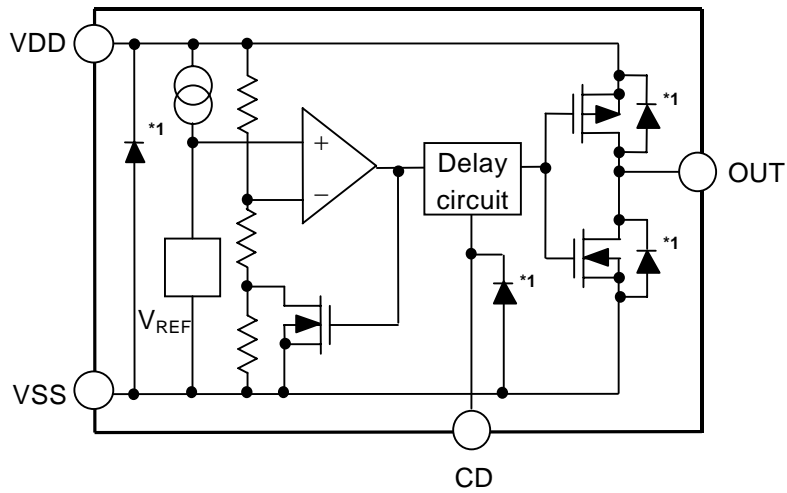 VDD
*1
*1
*1
+
−
Delay
circuit
OUT
*1
VREF
VSS
CD